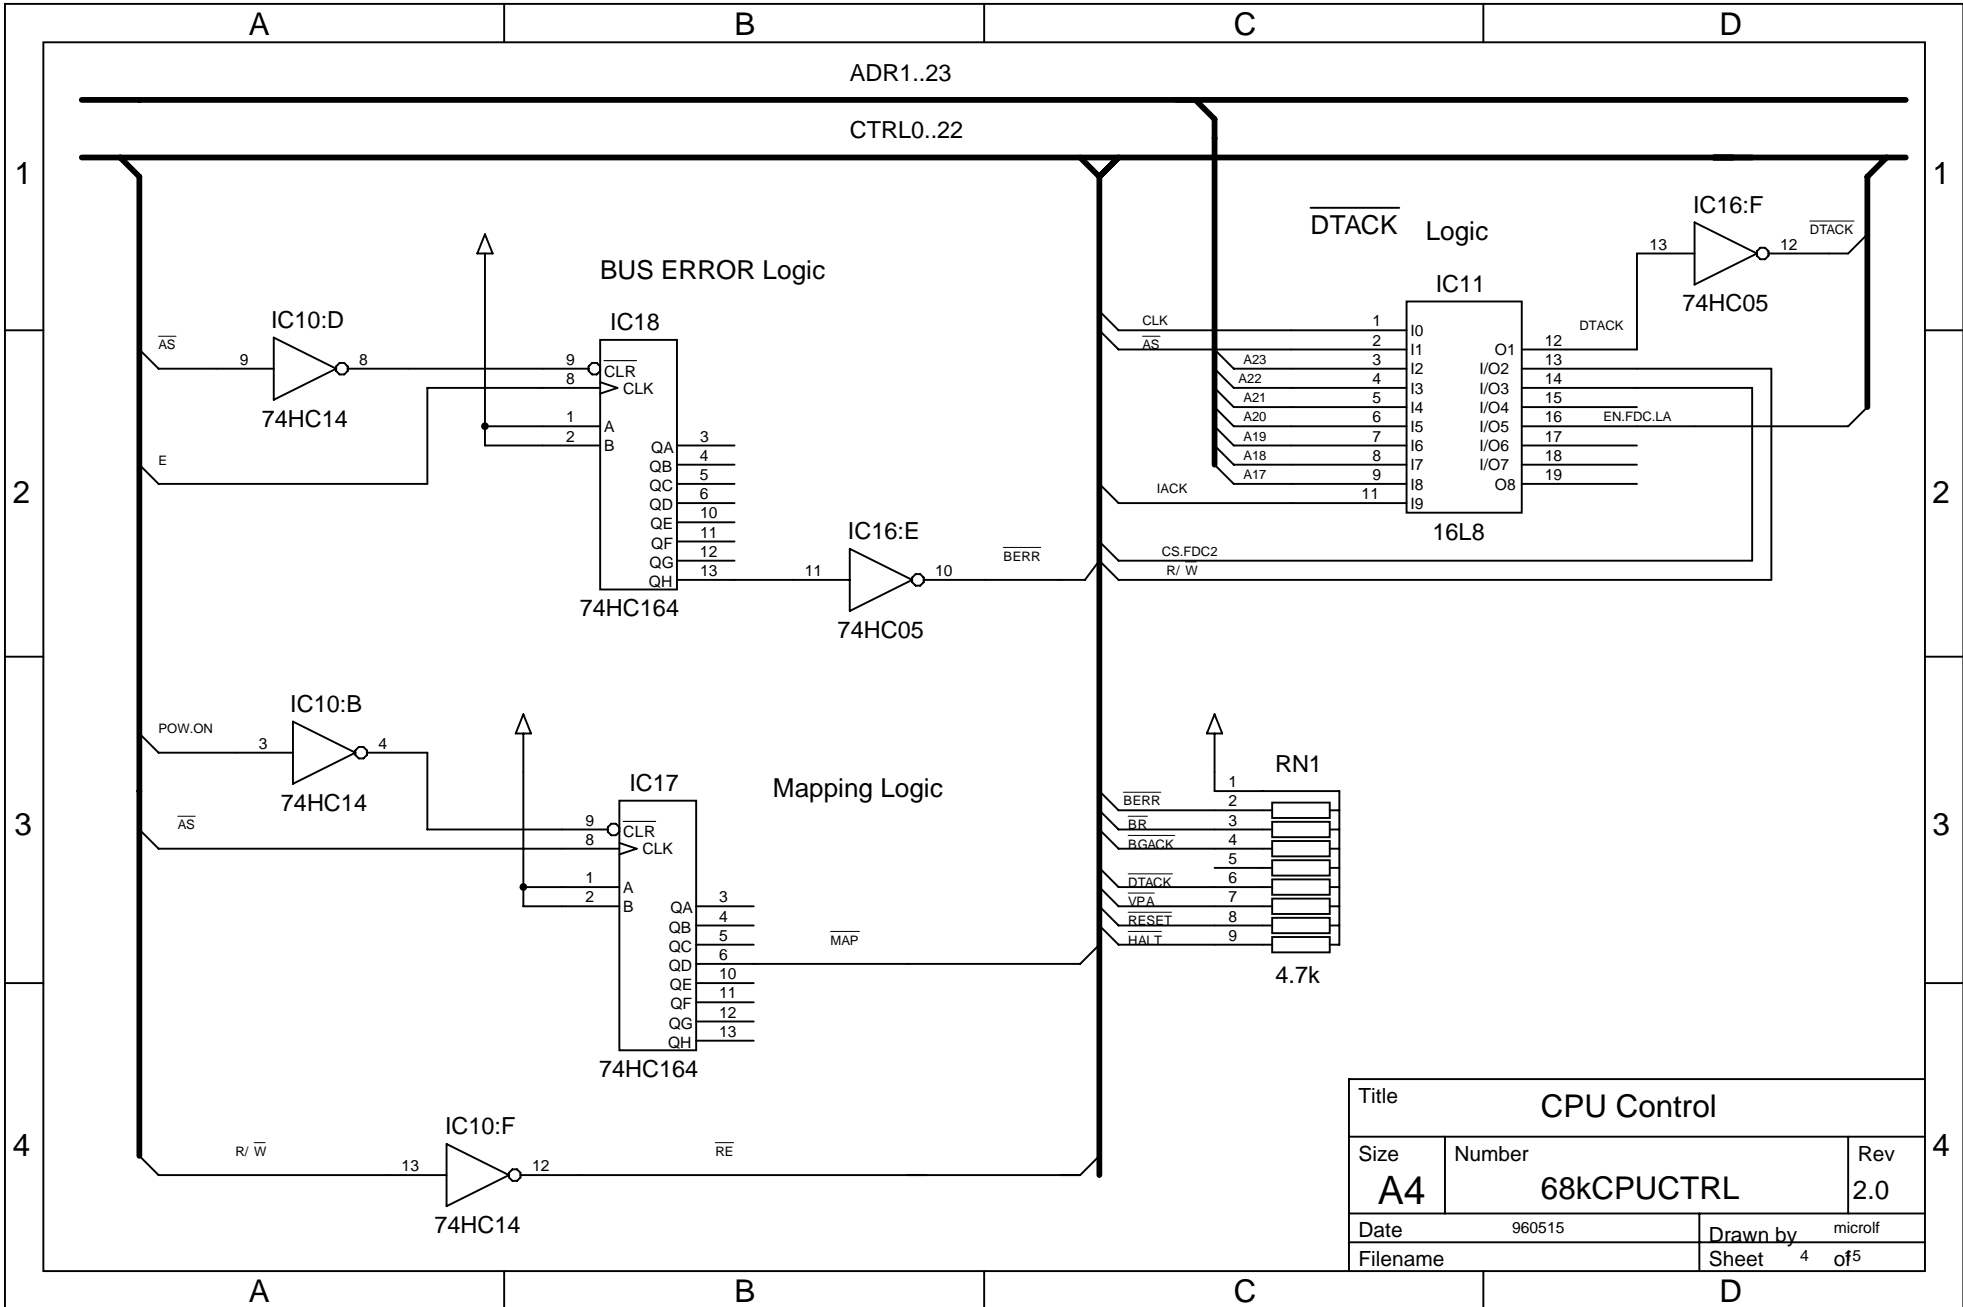 A B C D
ADR1..23
CTRL0..22
1 1
DTACK Logic
IC16:F
13 12 DTACK
74HC05
BUS ERROR Logic
IC10:D
AS 9 8
74HC14
E
IC18
9 CLR
8 CLK
1 A
2 B
QA 3
QB 4
QC 5
QD 6
QE 10
QF 11
QG 12
QH 13
74HC164
IC16:E
11 10 BERR
74HC05
IC11
CLK 1 I0
AS 2 I1
A23 3 I2
A22 4 I3
A21 5 I4
A20 6 I5
A19 7 I6
A18 8 I7
A17 9 I8
IACK 11 I9
O1 12 DTACK
I/O2 13
I/O3 14
I/O4 15
I/O5 16 EN.FDC.LA
I/O6 17
I/O7 18
O8 19
16L8
CS.FDC2
R/ W
2 2
IC10:B
POW.ON 3 4
74HC14
AS
IC17
Mapping Logic
9 CLR
8 CLK
1 A
2 B
QA 3
QB 4
QC 5
QD 6 MAP
QE 10
QF 11
QG 12
QH 13
74HC164
RN1
1
BERR 2
BR 3
BGACK 4
5
DTACK 6
VPA 7
RESET 8
HALT 9
4.7k
3 3
IC10:F
R/ W 13 12 RE
74HC14
4 4
Title CPU Control
Size A4
Number 68kCPUCTRL
Rev 2.0
Date 960515
Drawn by microlf
Filename
Sheet 4 of 5
A B C D